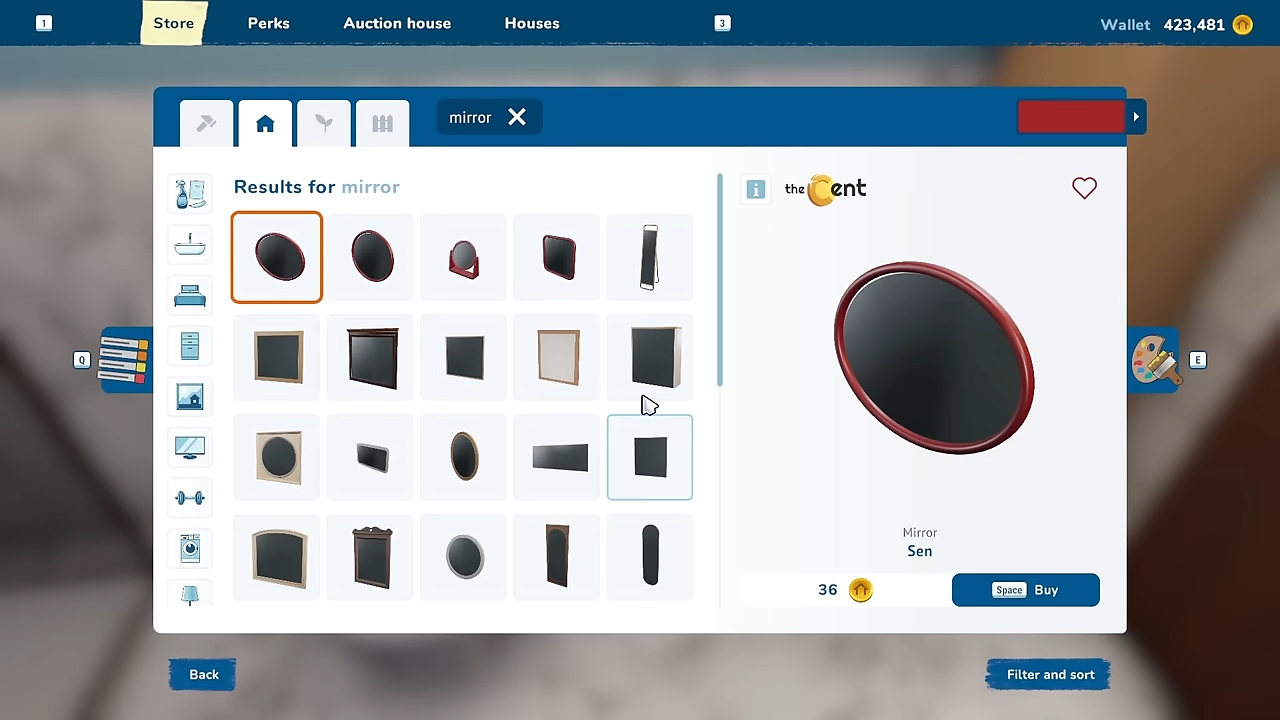 1
Store
Perks
Auction house
Houses
3
Wallet 423,481
mirror
Results for mirror
i
the Cent
Q
E
Mirror
Sen
36
Space Buy
Back
Filter and sort